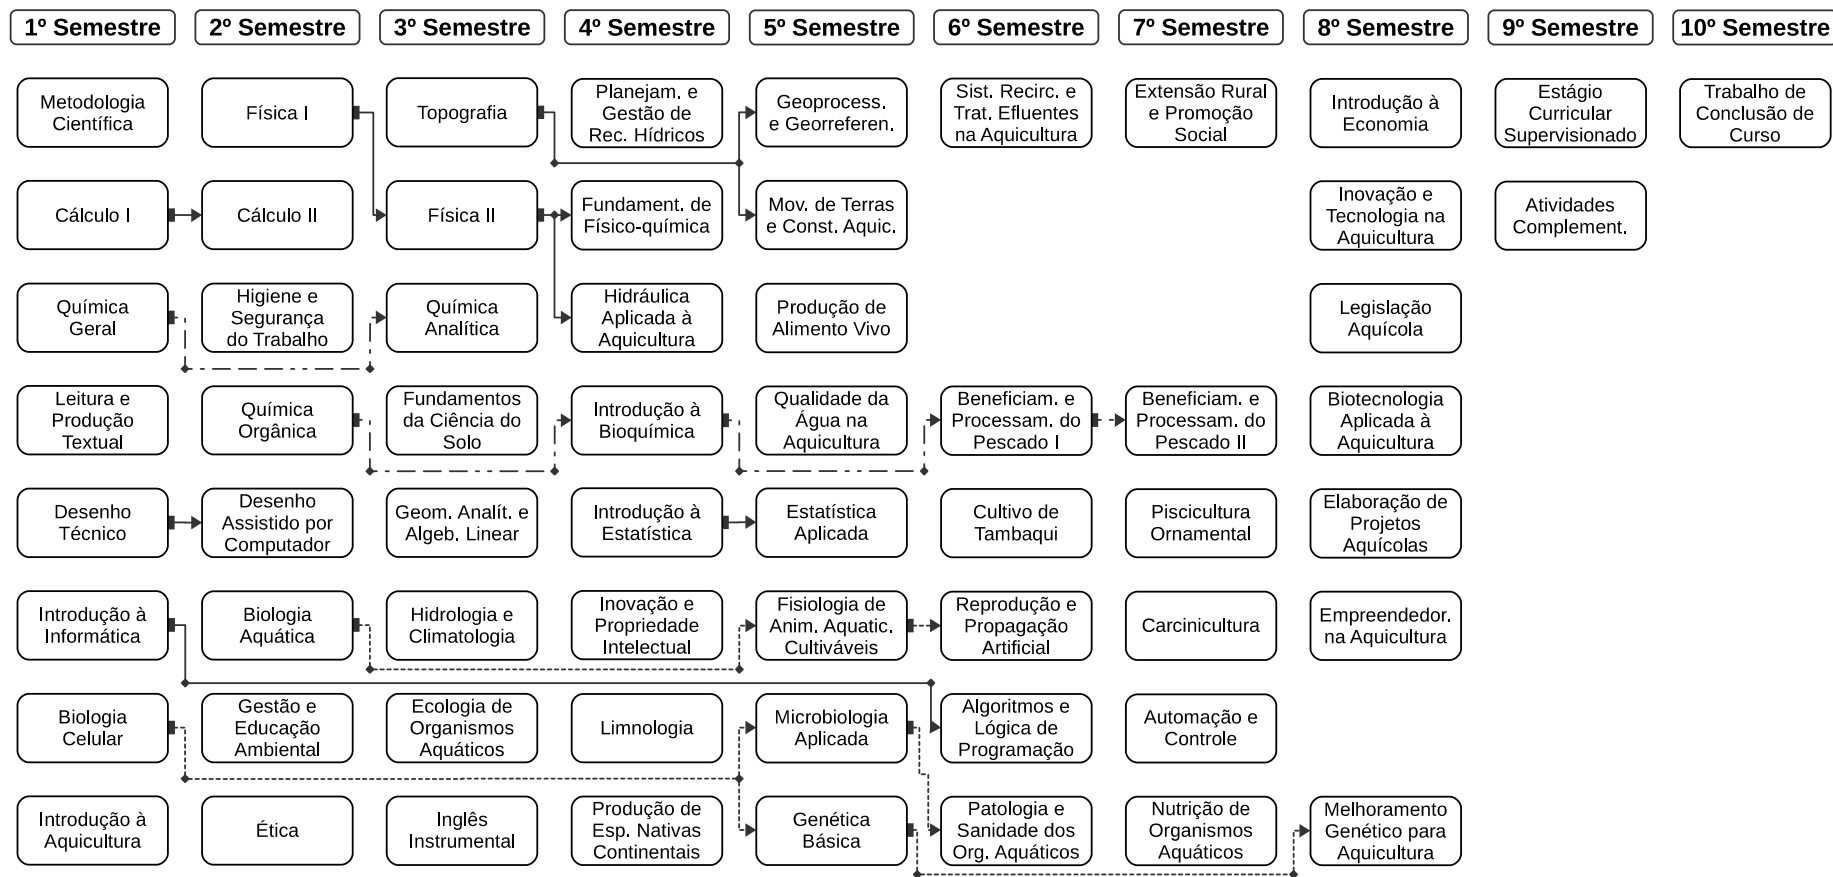 1º Semestre
2º Semestre
3º Semestre
4º Semestre
5º Semestre
6º Semestre
7º Semestre
8º Semestre
9º Semestre
10º Semestre
Metodologia
Científica
Física I
Topografia
Planejam. e
Gestão de
Rec. Hídricos
Geoprocess.
e Georreferen.
Sist. Recirc. e
Trat. Efluentes
na Aquicultura
Extensão Rural
e Promoção
Social
Introdução à
Economia
Estágio
Curricular
Supervisionado
Trabalho de
Conclusão de
Curso
Cálculo I
Cálculo II
Física II
Fundament. de
Físico-química
Mov. de Terras
e Const. Aquic.
Inovação e
Tecnologia na
Aquicultura
Atividades
Complement.
Química
Geral
Higiene e
Segurança
do Trabalho
Química
Analítica
Hidráulica
Aplicada à
Aquicultura
Produção de
Alimento Vivo
Legislação
Aquícola
Leitura e
Produção
Textual
Química
Orgânica
Fundamentos
da Ciência do
Solo
Introdução à
Bioquímica
Qualidade da
Água na
Aquicultura
Beneficiam. e
Processam. do
Pescado I
Beneficiam. e
Processam. do
Pescado II
Biotecnologia
Aplicada à
Aquicultura
Desenho
Técnico
Desenho
Assistido por
Computador
Geom. Analít. e
Algeb. Linear
Introdução à
Estatística
Estatística
Aplicada
Cultivo de
Tambaqui
Piscicultura
Ornamental
Elaboração de
Projetos
Aquícolas
Introdução à
Informática
Biologia
Aquática
Hidrologia e
Climatologia
Inovação e
Propriedade
Intelectual
Fisiologia de
Anim. Aquatic.
Cultiváveis
Reprodução e
Propagação
Artificial
Carcinicultura
Empreendedor.
na Aquicultura
Biologia
Celular
Gestão e
Educação
Ambiental
Ecologia de
Organismos
Aquáticos
Limnologia
Microbiologia
Aplicada
Algoritmos e
Lógica de
Programação
Automação e
Controle
Introdução à
Aquicultura
Ética
Inglês
Instrumental
Produção de
Esp. Nativas
Continentais
Genética
Básica
Patologia e
Sanidade dos
Org. Aquáticos
Nutrição de
Organismos
Aquáticos
Melhoramento
Genético para
Aquicultura